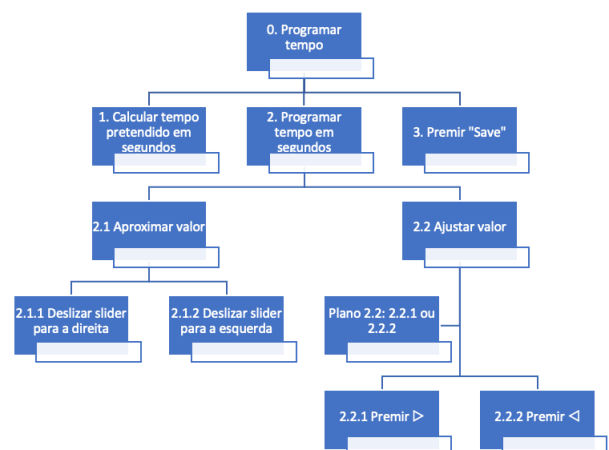 0. Programar
tempo
1. Calcular tempo
pretendido em
segundos
2. Programar
tempo em
segundos
3. Premir "Save"
2.1 Aproximar valor
2.2 Ajustar valor
2.1.1 Deslizar slider
para a direita
2.1.2 Deslizar slider
para a esquerda
Plano 2.2: 2.2.1 ou
2.2.2
2.2.1 Premir ▷
2.2.2 Premir ◁